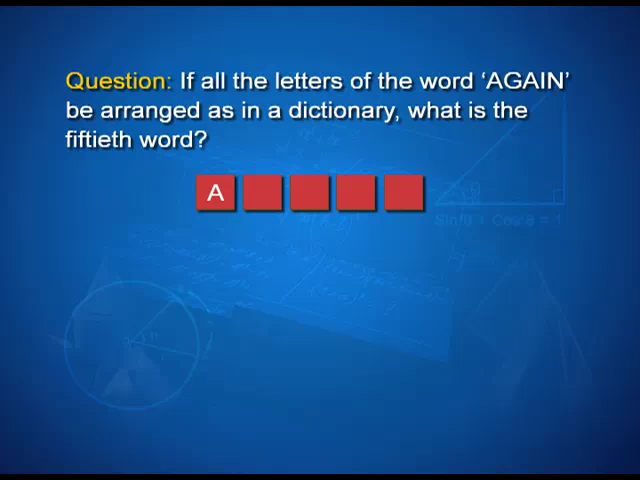 Question: If all the letters of the word ‘AGAIN’
be arranged as in a dictionary, what is the
fiftieth word?
A